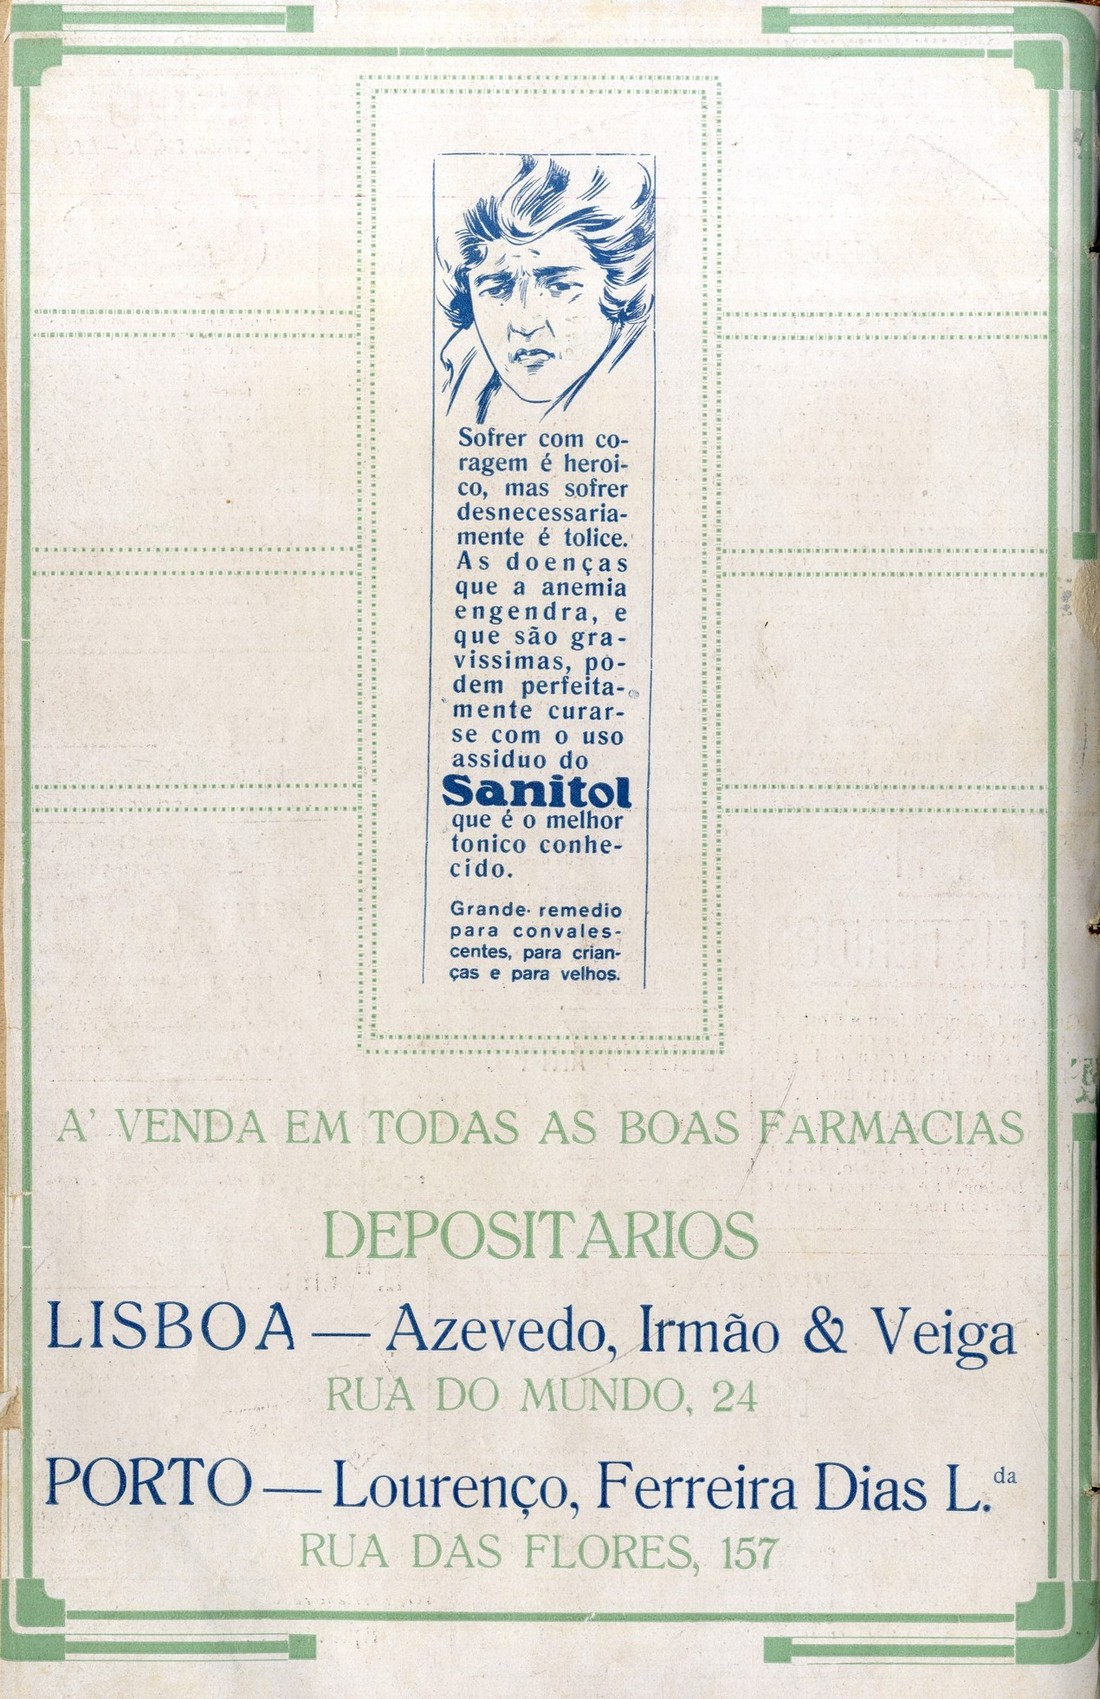 Sofrer com co-
ragem é heroi-
co, mas sofrer
desnecessaria-
mente é tolice.
As doenças
que a anemia
engendra, e
que são gra-
vissimas, po-
dem perfeita-
mente curar-
se com o uso
assiduo do
Sanitol
que é o melhor
tonico conhe-
cido.
Grande remedio
para convales-
centes, para crian-
ças e para velhos.
A' VENDA EM TODAS AS BOAS FARMACIAS
DEPOSITARIOS
LISBOA — Azevedo, Irmão & Veiga
RUA DO MUNDO, 24
PORTO — Lourenço, Ferreira Dias L.da
RUA DAS FLORES, 157